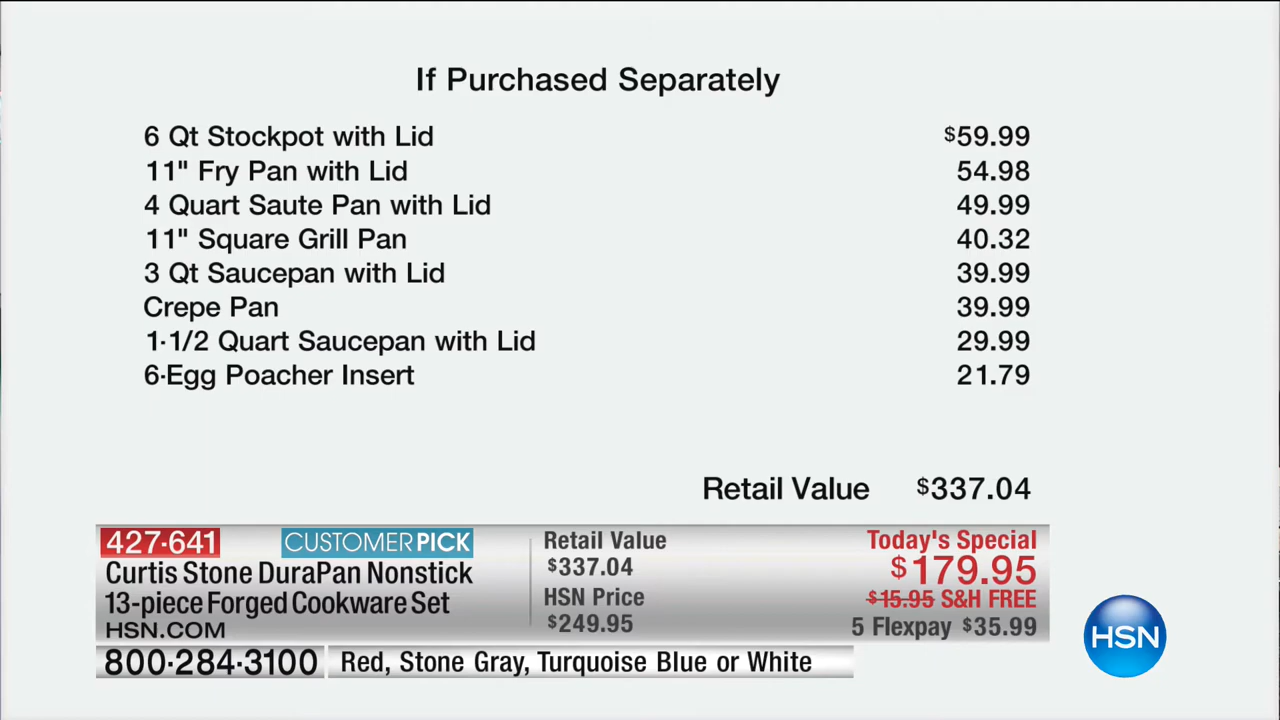 If Purchased Separately
6 Qt Stockpot with Lid $59.99
11" Fry Pan with Lid 54.98
4 Quart Saute Pan with Lid 49.99
11" Square Grill Pan 40.32
3 Qt Saucepan with Lid 39.99
Crepe Pan 39.99
1-1/2 Quart Saucepan with Lid 29.99
6-Egg Poacher Insert 21.79
Retail Value $337.04
427-641 CUSTOMERPICK
Curtis Stone DuraPan Nonstick
13-piece Forged Cookware Set
HSN.COM
Retail Value
$337.04
HSN Price
$249.95
Today's Special
$179.95
$15.95 S&H FREE
5 Flexpay $35.99
HSN
800-284-3100 Red, Stone Gray, Turquoise Blue or White